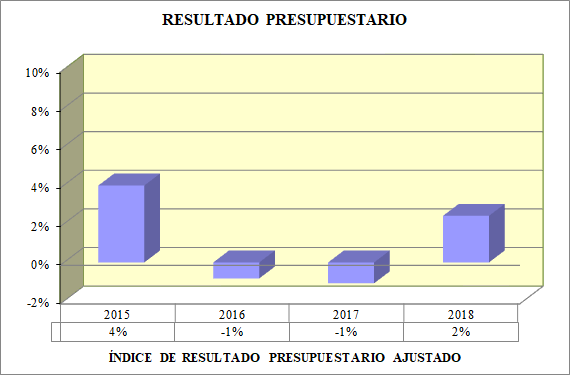 RESULTADO PRESUPUESTARIO
10%
8%
6%
4%
2%
0%
-2%
2015 2016 2017 2018
4% -1% -1% 2%
ÍNDICE DE RESULTADO PRESUPUESTARIO AJUSTADO